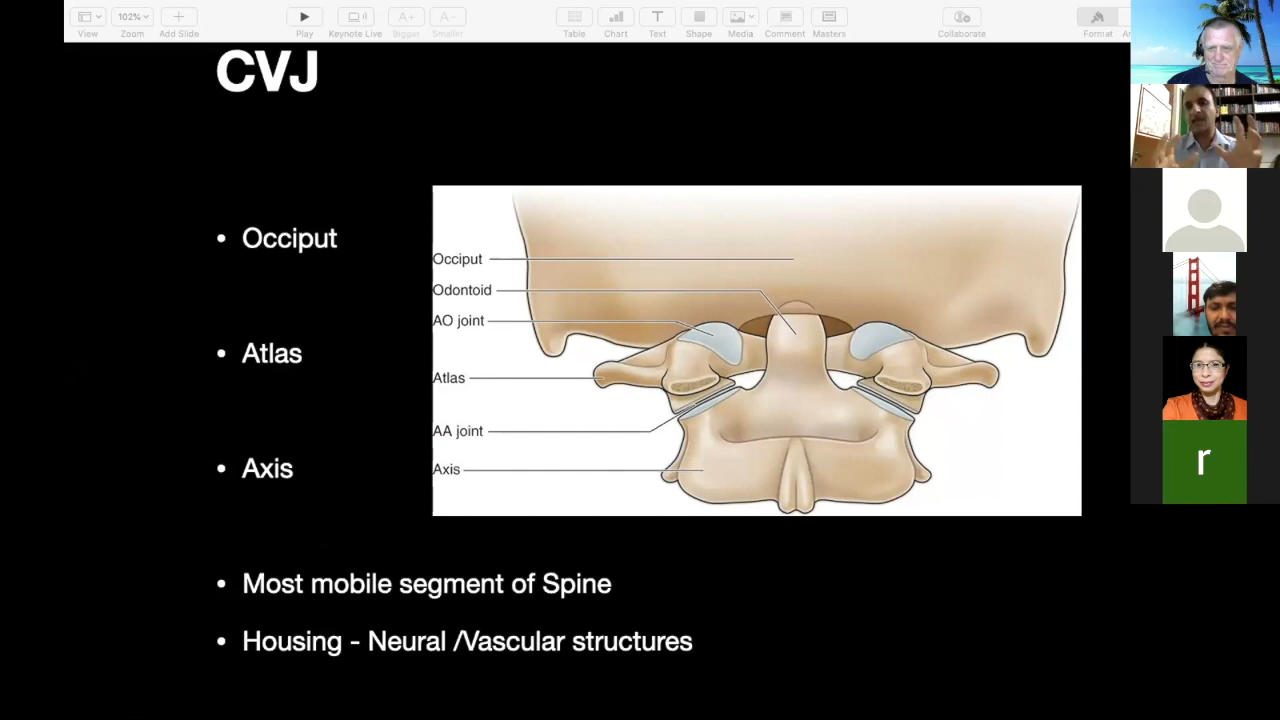 View
102%
Zoom
Add Slide
Play
Keynote Live
A+
Bigger
A-
Smaller
Table
Chart
T
Text
Shape
Media
Comment
Masters
Collaborate
Format
CVJ
• Occiput
• Atlas
• Axis
Occiput
Odontoid
AO joint
Atlas
AA joint
Axis
• Most mobile segment of Spine
• Housing - Neural /Vascular structures
r